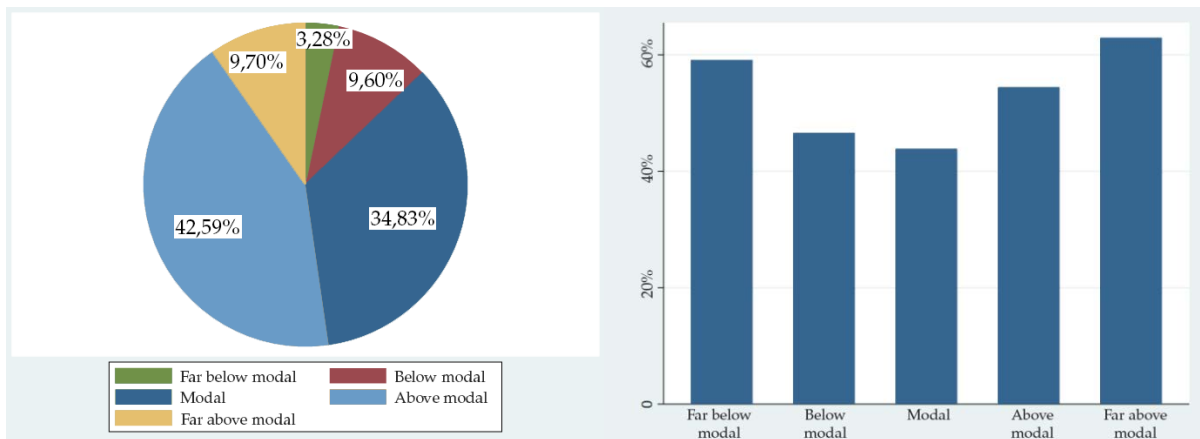 3,28%
9,70%
9,60%
34,83%
42,59%
Far below modal
Below modal
Modal
Above modal
Far above modal
60%
40%
20%
0
Far below
modal
Below
modal
Modal
Above
modal
Far above
modal